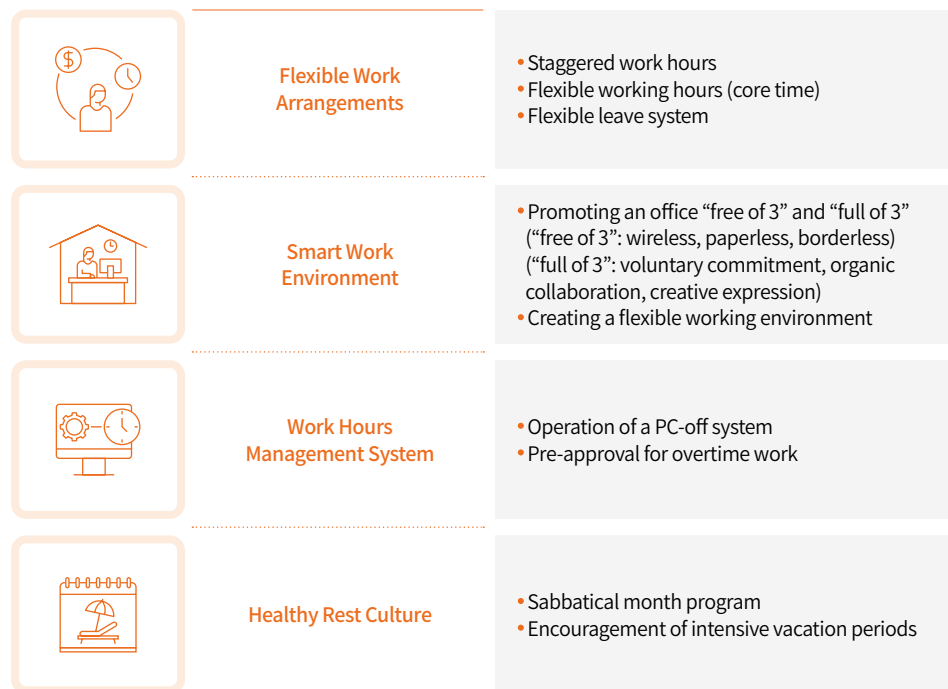 $
Flexible Work
Arrangements
• Staggered work hours
• Flexible working hours (core time)
• Flexible leave system
Smart Work
Environment
• Promoting an office “free of 3” and “full of 3”
(“free of 3”: wireless, paperless, borderless)
(“full of 3”: voluntary commitment, organic
collaboration, creative expression)
• Creating a flexible working environment
Work Hours
Management System
• Operation of a PC-off system
• Pre-approval for overtime work
Healthy Rest Culture
• Sabbatical month program
• Encouragement of intensive vacation periods